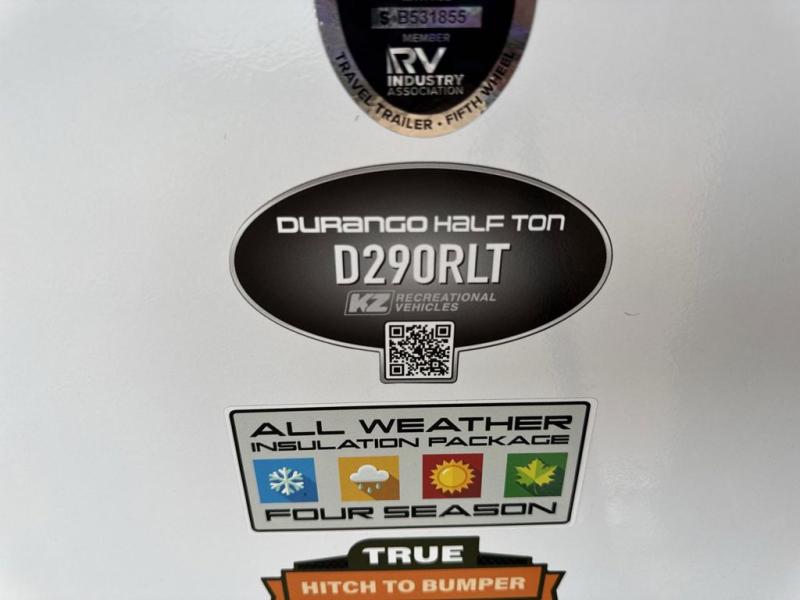 S B531855
MEMBER
RV
INDUSTRY
ASSOCIATION
TRAVEL TRAILER • FIFTH WHEEL
DURANGO HALF TON
D290RLT
KZ RECREATIONAL
VEHICLES
ALL WEATHER
INSULATION PACKAGE
FOUR SEASON
TRUE
HITCH TO BUMPER